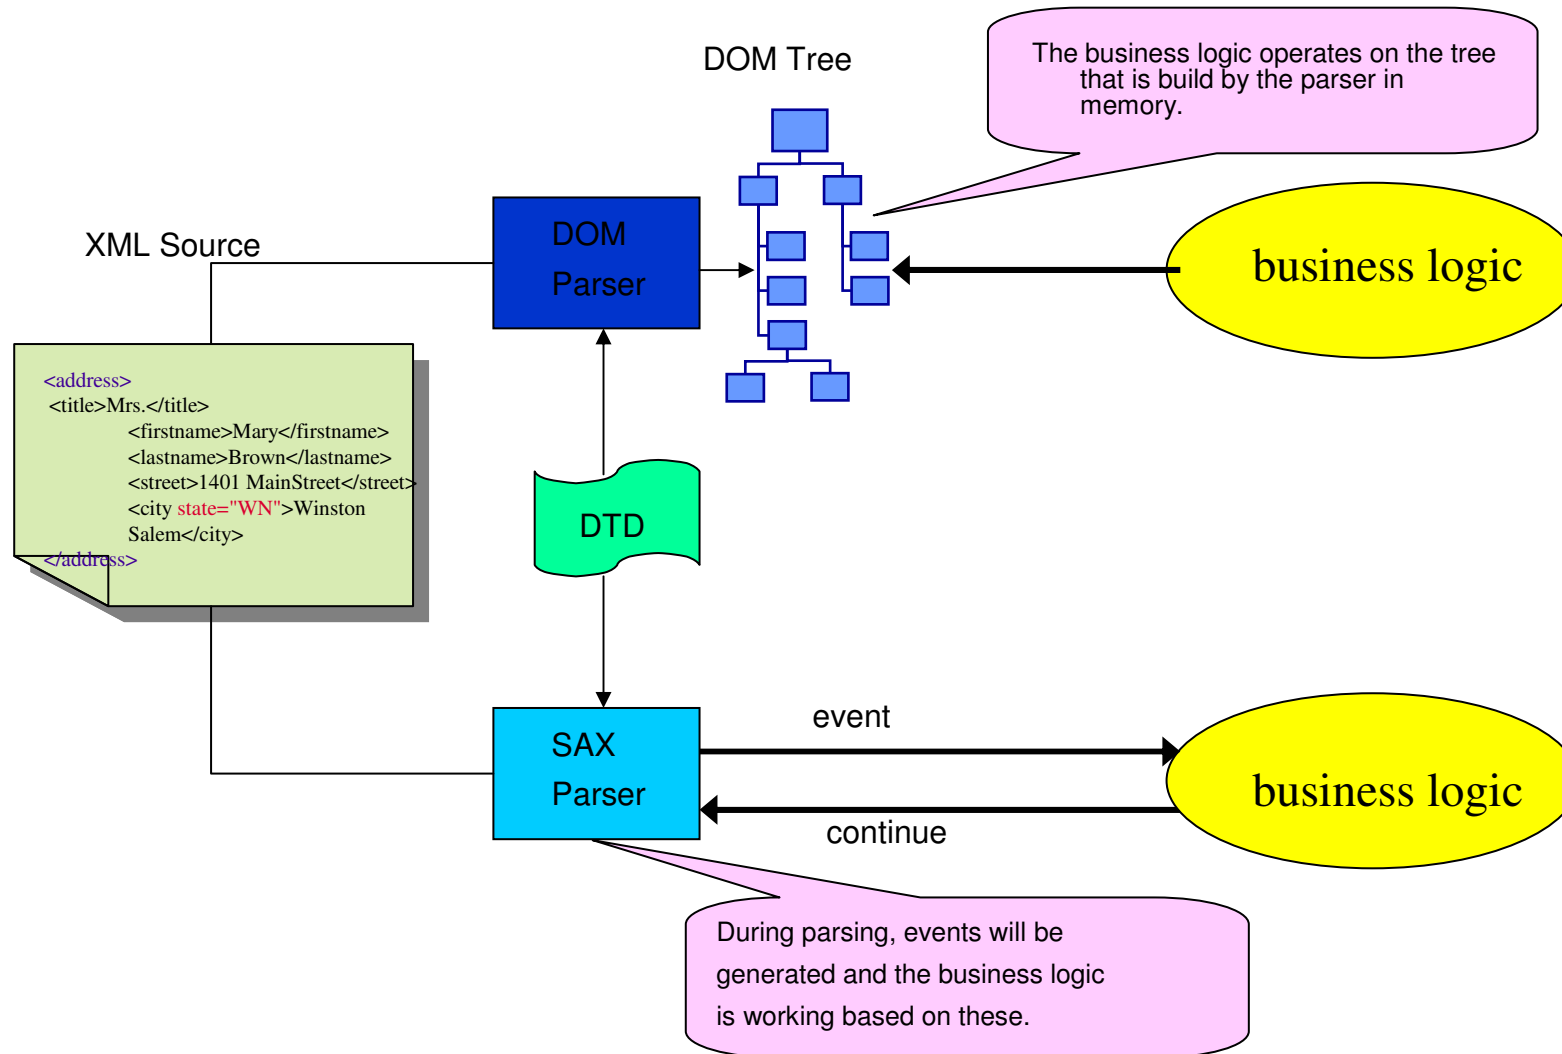 DOM Tree
The business logic operates on the tree
that is build by the parser in
memory.
XML Source
DOM
Parser
business logic
<address>
<title>Mrs.</title>
<firstname>Mary</firstname>
<lastname>Brown</lastname>
<street>1401 MainStreet</street>
<city state="WN">Winston
Salem</city>
</address>
DTD
SAX
Parser
event
continue
business logic
During parsing, events will be
generated and the business logic
is working based on these.